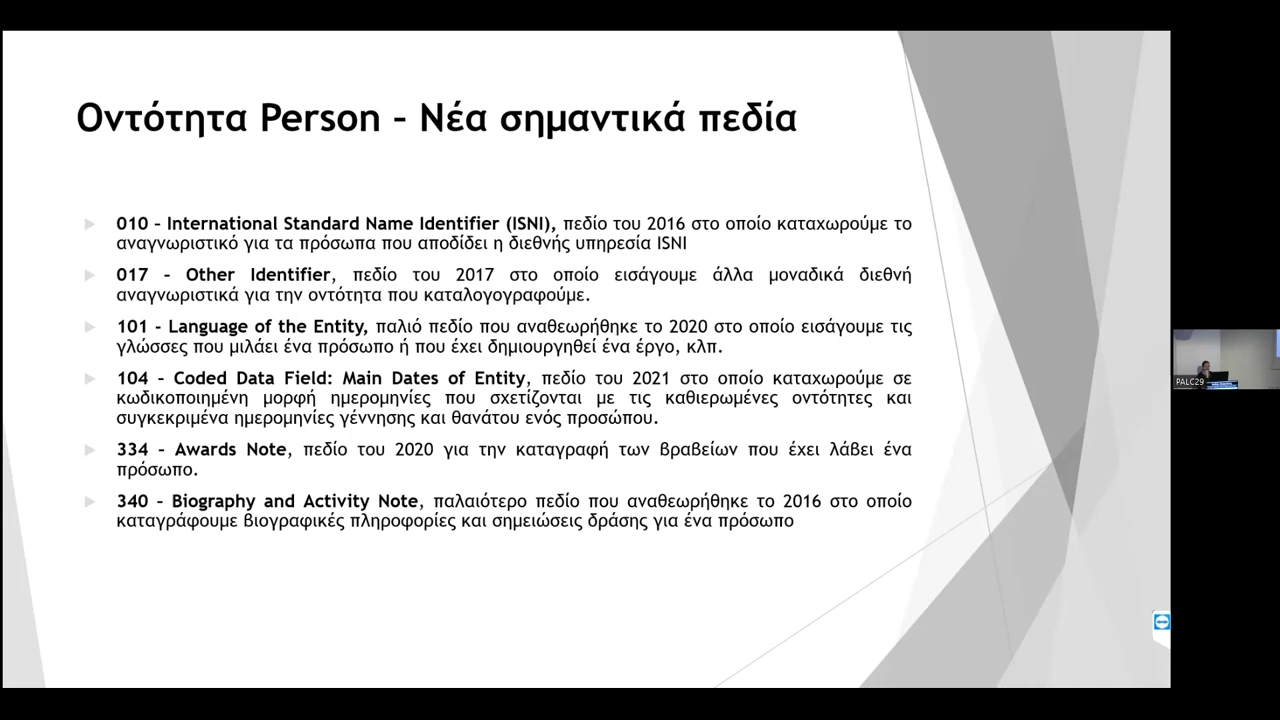 Οντότητα Person – Νέα σημαντικά πεδία
010 – International Standard Name Identifier (ISNI), πεδίο του 2016 στο οποίο καταχωρούμε το
αναγνωριστικό για τα πρόσωπα που αποδίδει η διεθνής υπηρεσία ISNI
017 – Other Identifier, πεδίο του 2017 στο οποίο εισάγουμε άλλα μοναδικά διεθνή
αναγνωριστικά για την οντότητα που καταλογογραφούμε.
101 - Language of the Entity, παλιό πεδίο που αναθεωρήθηκε το 2020 στο οποίο εισάγουμε τις
γλώσσες που μιλάει ένα πρόσωπο ή που έχει δημιουργηθεί ένα έργο, κλπ.
104 – Coded Data Field: Main Dates of Entity, πεδίο του 2021 στο οποίο καταχωρούμε σε
κωδικοποιημένη μορφή ημερομηνίες που σχετίζονται με τις καθιερωμένες οντότητες και
συγκεκριμένα ημερομηνίες γέννησης και θανάτου ενός προσώπου.
334 – Awards Note, πεδίο του 2020 για την καταγραφή των βραβείων που έχει λάβει ένα
πρόσωπο.
340 – Biography and Activity Note, παλαιότερο πεδίο που αναθεωρήθηκε το 2016 στο οποίο
καταγράφουμε βιογραφικές πληροφορίες και σημειώσεις δράσης για ένα πρόσωπο
PALC29